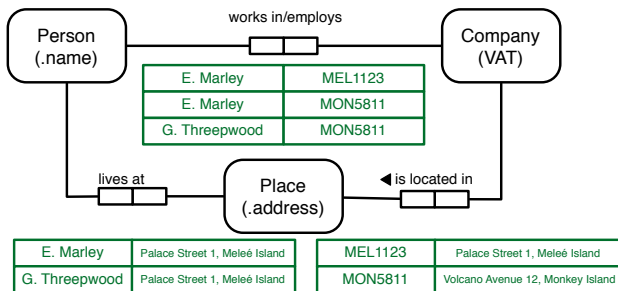 works in/employs
Person
(.name)
Company
(VAT)
E. Marley MEL1123
E. Marley MON5811
G. Threepwood MON5811
lives at
Place
(.address)
◀ is located in
E. Marley Palace Street 1, Meleé Island
G. Threepwood Palace Street 1, Meleé Island
MEL1123 Palace Street 1, Meleé Island
MON5811 Volcano Avenue 12, Monkey Island